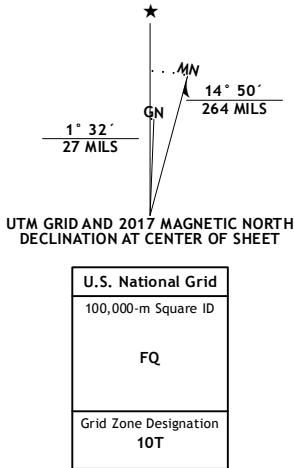 ★
MN
GN
14° 50´
264 MILS
1° 32´
27 MILS
UTM GRID AND 2017 MAGNETIC NORTH
DECLINATION AT CENTER OF SHEET
U.S. National Grid
100,000-m Square ID
FQ
Grid Zone Designation
10T